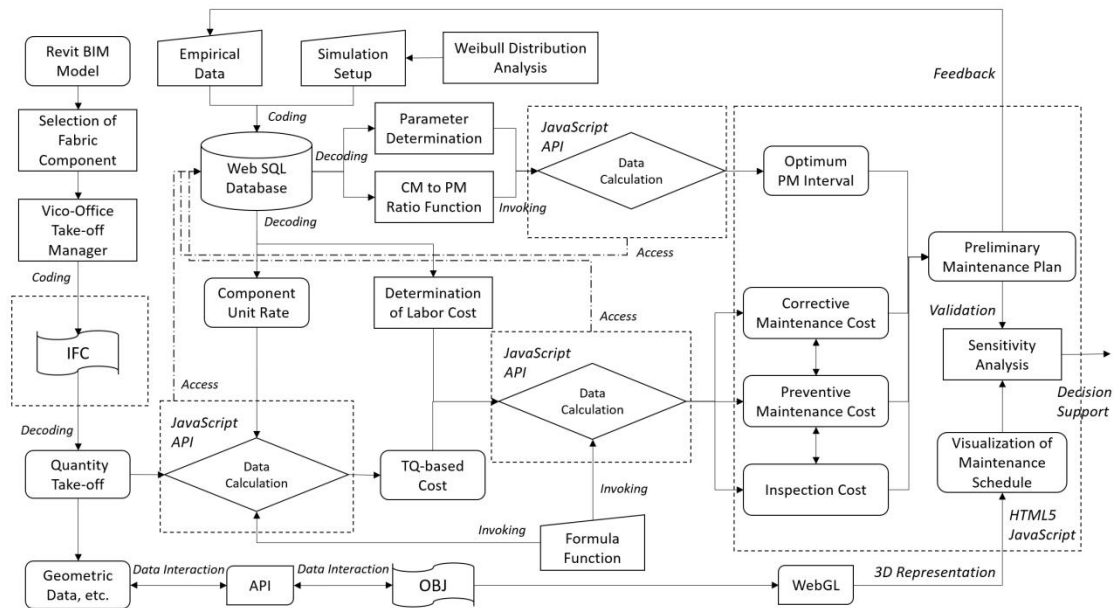 Revit BIM
Model
Selection of
Fabric
Component
Vico-Office
Take-off
Manager
Coding
IFC
Decoding
Quantity
Take-off
Geometric
Data, etc.
Empirical
Data
Simulation
Setup
Weibull Distribution
Analysis
Coding
Web SQL
Database
Decoding
Parameter
Determination
CM to PM
Ratio Function
Invoking
JavaScript
API
Data
Calculation
Access
Optimum
PM Interval
Feedback
Decoding
Component
Unit Rate
Determination
of Labor Cost
Access
Access
JavaScript
API
Data
Calculation
JavaScript
API
Data
Calculation
TQ-based
Cost
Invoking
Invoking
Formula
Function
Corrective
Maintenance Cost
Preventive
Maintenance Cost
Inspection Cost
Preliminary
Maintenance Plan
Validation
Sensitivity
Analysis
Decision
Support
Visualization of
Maintenance
Schedule
HTML5
JavaScript
Data Interaction
API
Data Interaction
OBJ
WebGL
3D Representation